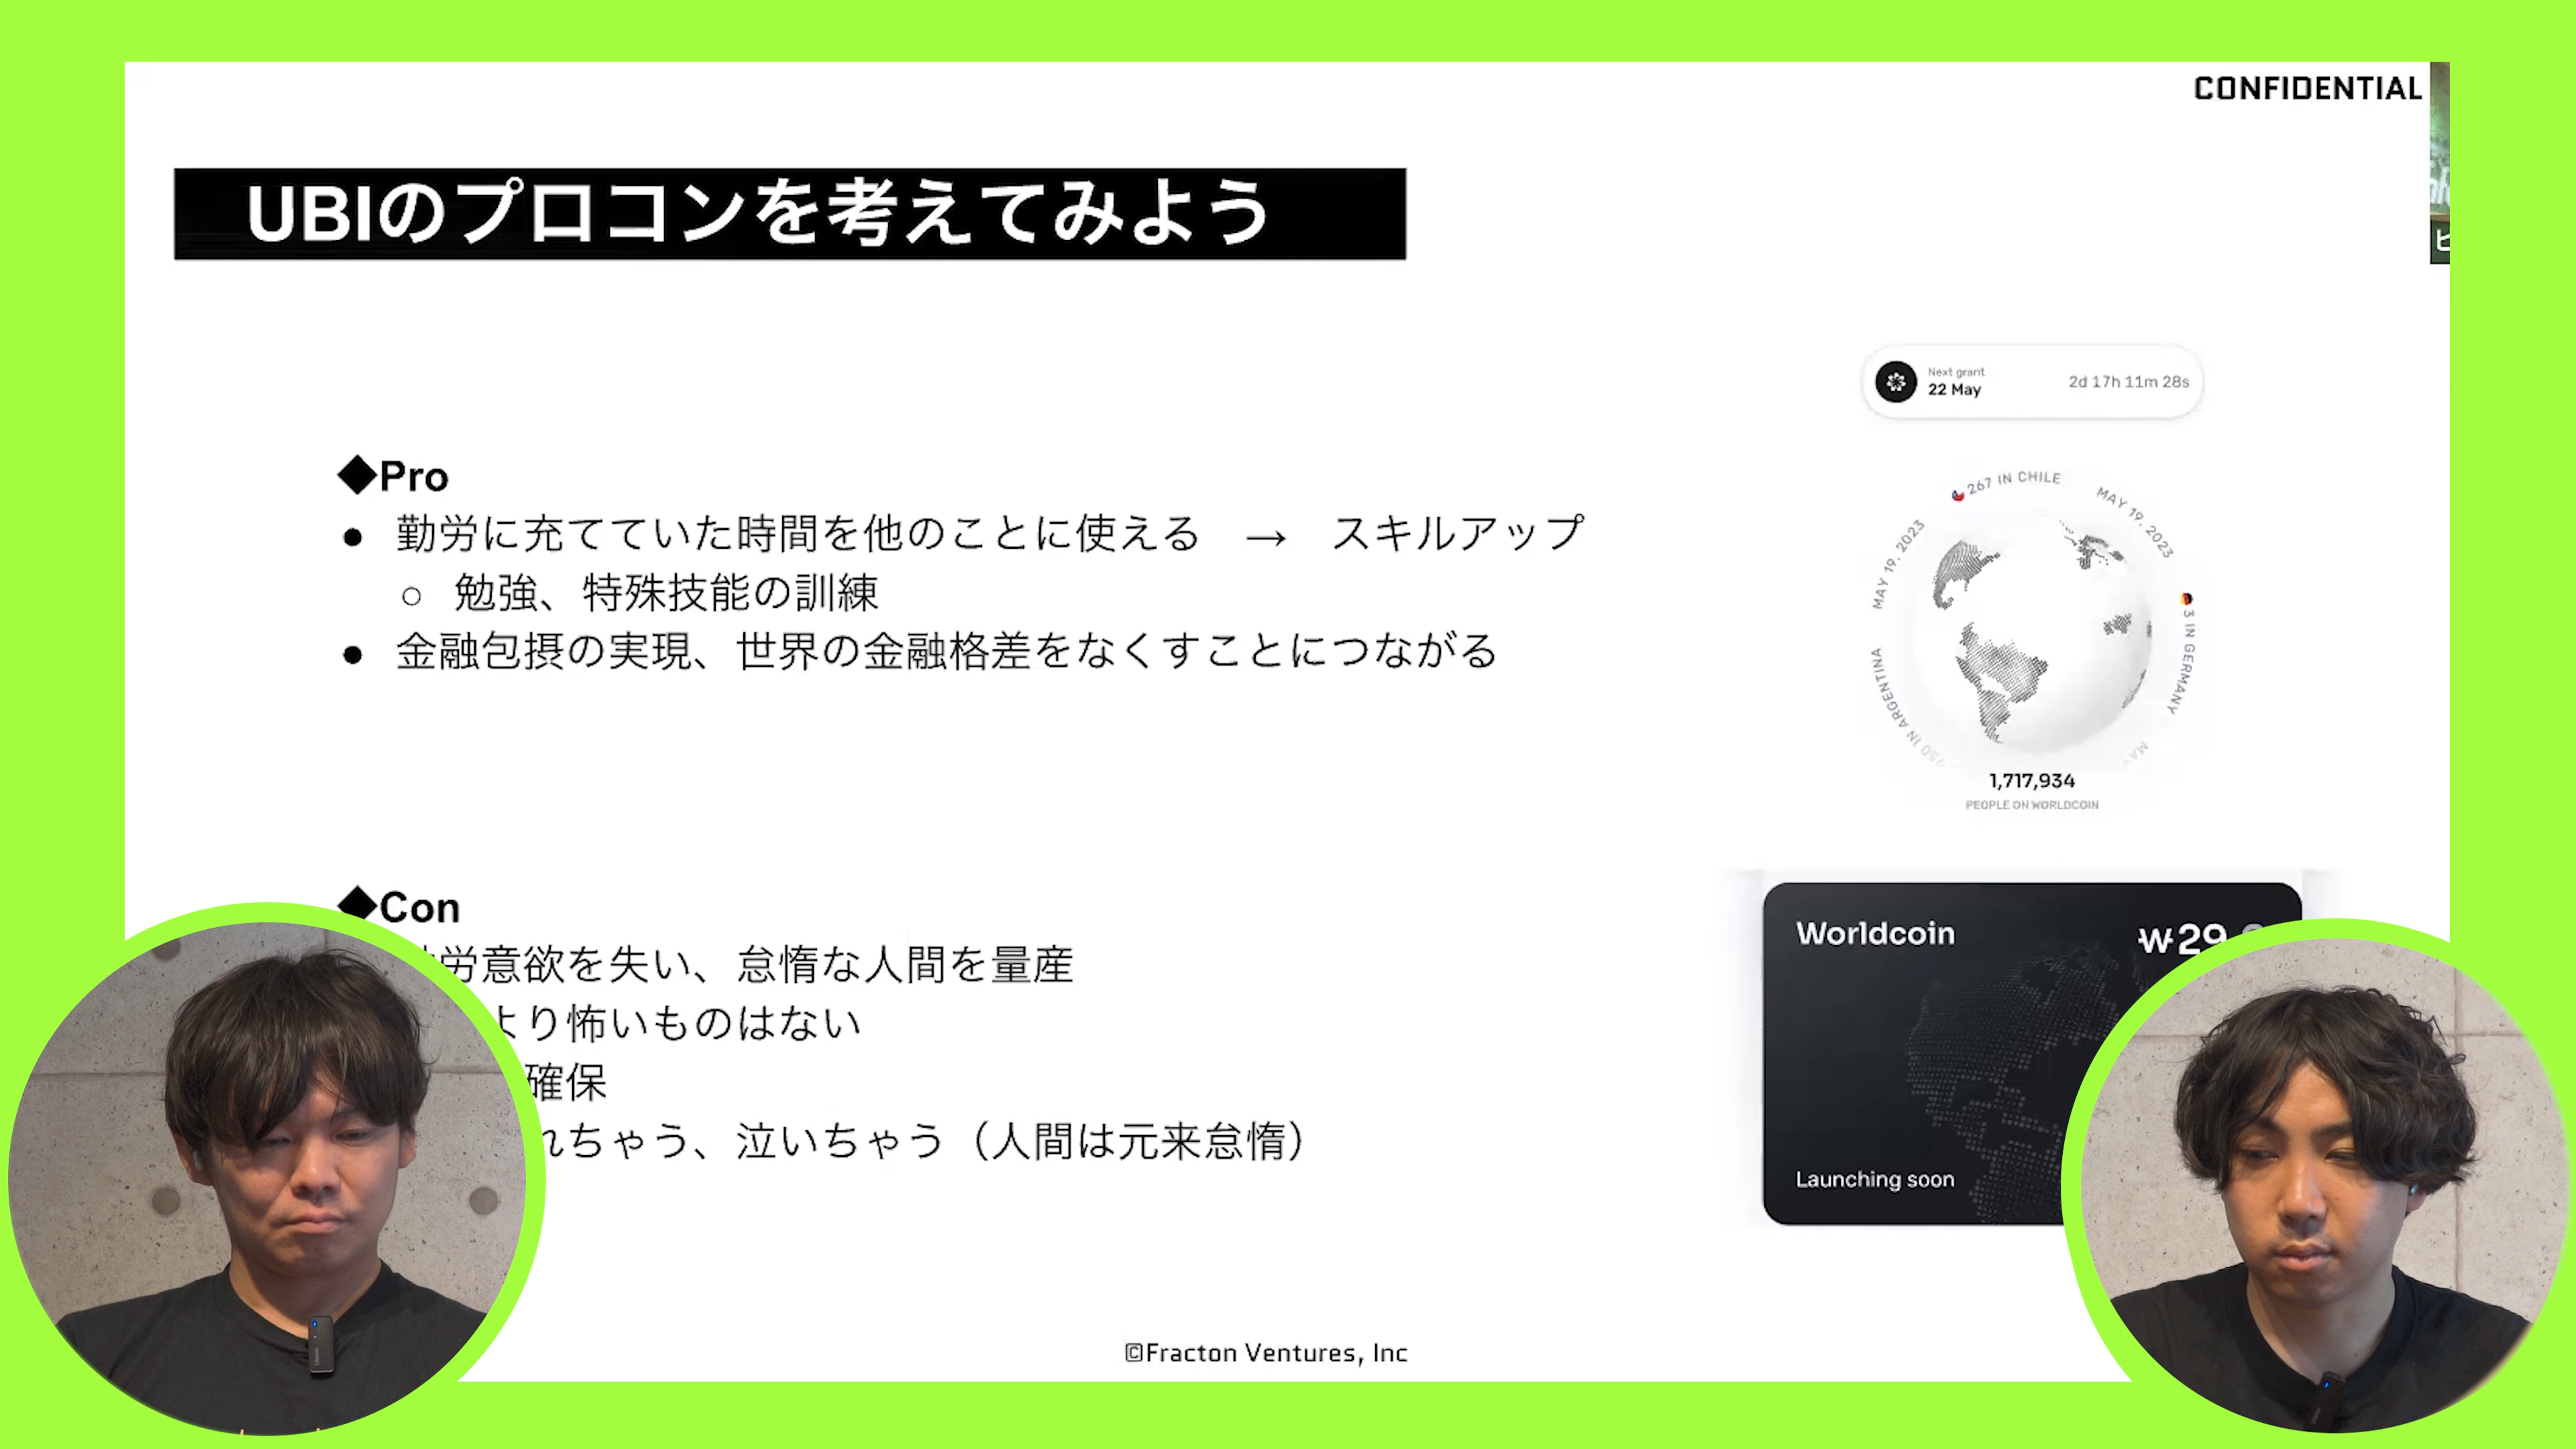 CONFIDENTIAL
UBIのプロコンを考えてみよう
◆Pro
● 勤労に充てていた時間を他のことに使える → スキルアップ
○ 勉強、特殊技能の訓練
● 金融包摂の実現、世界の金融格差をなくすことにつながる
◆Con
労意欲を失い、怠惰な人間を量産
より怖いものはない
確保
れちゃう、泣いちゃう（人間は元来怠惰）
Next grant
22 May
2d 17h 11m 28s
267 IN CHILE
MAY 19. 2023
MAY 19. 2023
3 IN GERMANY
950 IN ARGENTINA
MAY
1,717,934
PEOPLE ON WORLDCOIN
Worldcoin
₩29.
Launching soon
©Fracton Ventures, Inc